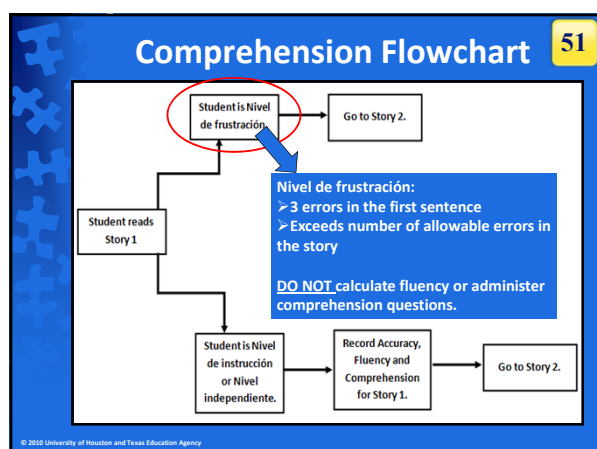 Comprehension Flowchart
51
Student is Nivel
de frustración.
Go to Story 2.
Nivel de frustración:
➢3 errors in the first sentence
➢Exceeds number of allowable errors in
the story
DO NOT calculate fluency or administer
comprehension questions.
Student reads
Story 1
Student is Nivel
de instrucción
or Nivel
independiente.
Record Accuracy,
Fluency and
Comprehension
for Story 1.
Go to Story 2.
© 2010 University of Houston and Texas Education Agency